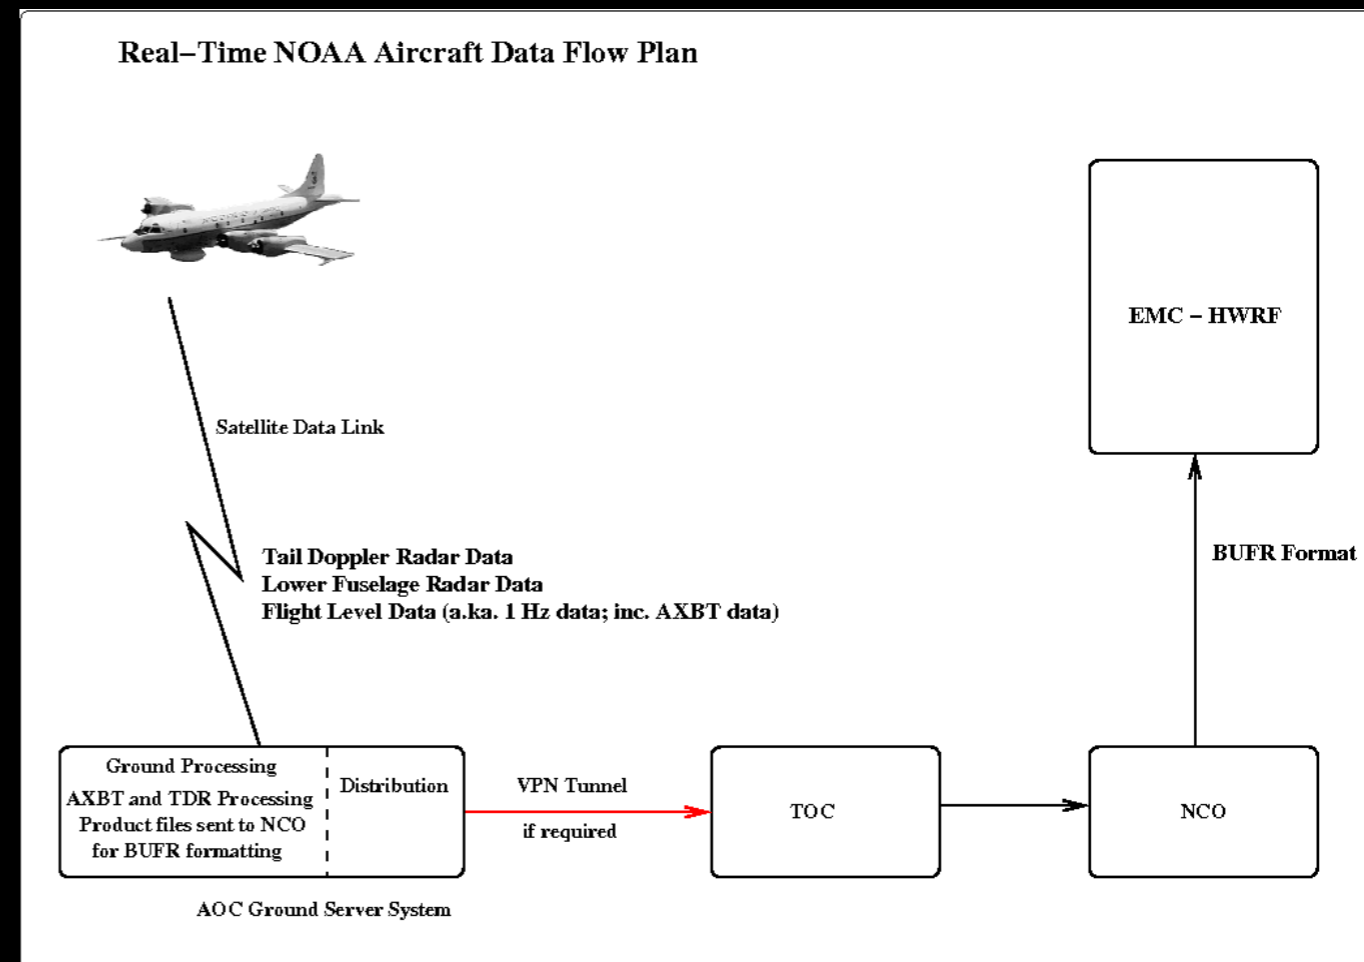 Real–Time NOAA Aircraft Data Flow Plan
EMC – HWRF
Satellite Data Link
BUFR Format
Tail Doppler Radar Data
Lower Fuselage Radar Data
Flight Level Data (a.ka. 1 Hz data; inc. AXBT data)
Ground Processing
AXBT and TDR Processing
Product files sent to NCO
for BUFR formatting
Distribution
VPN Tunnel
if required
TOC
NCO
AOC Ground Server System